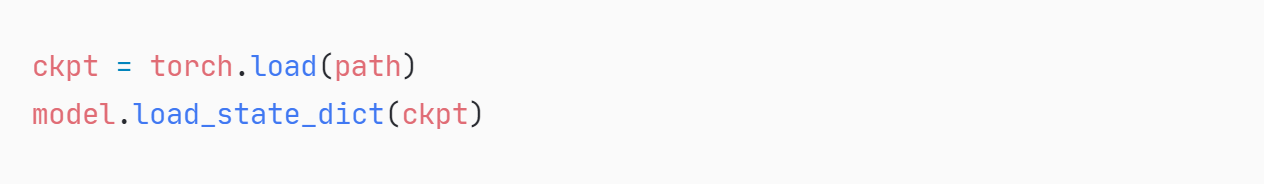 ckpt = torch.load(path)
model.load_state_dict(ckpt)